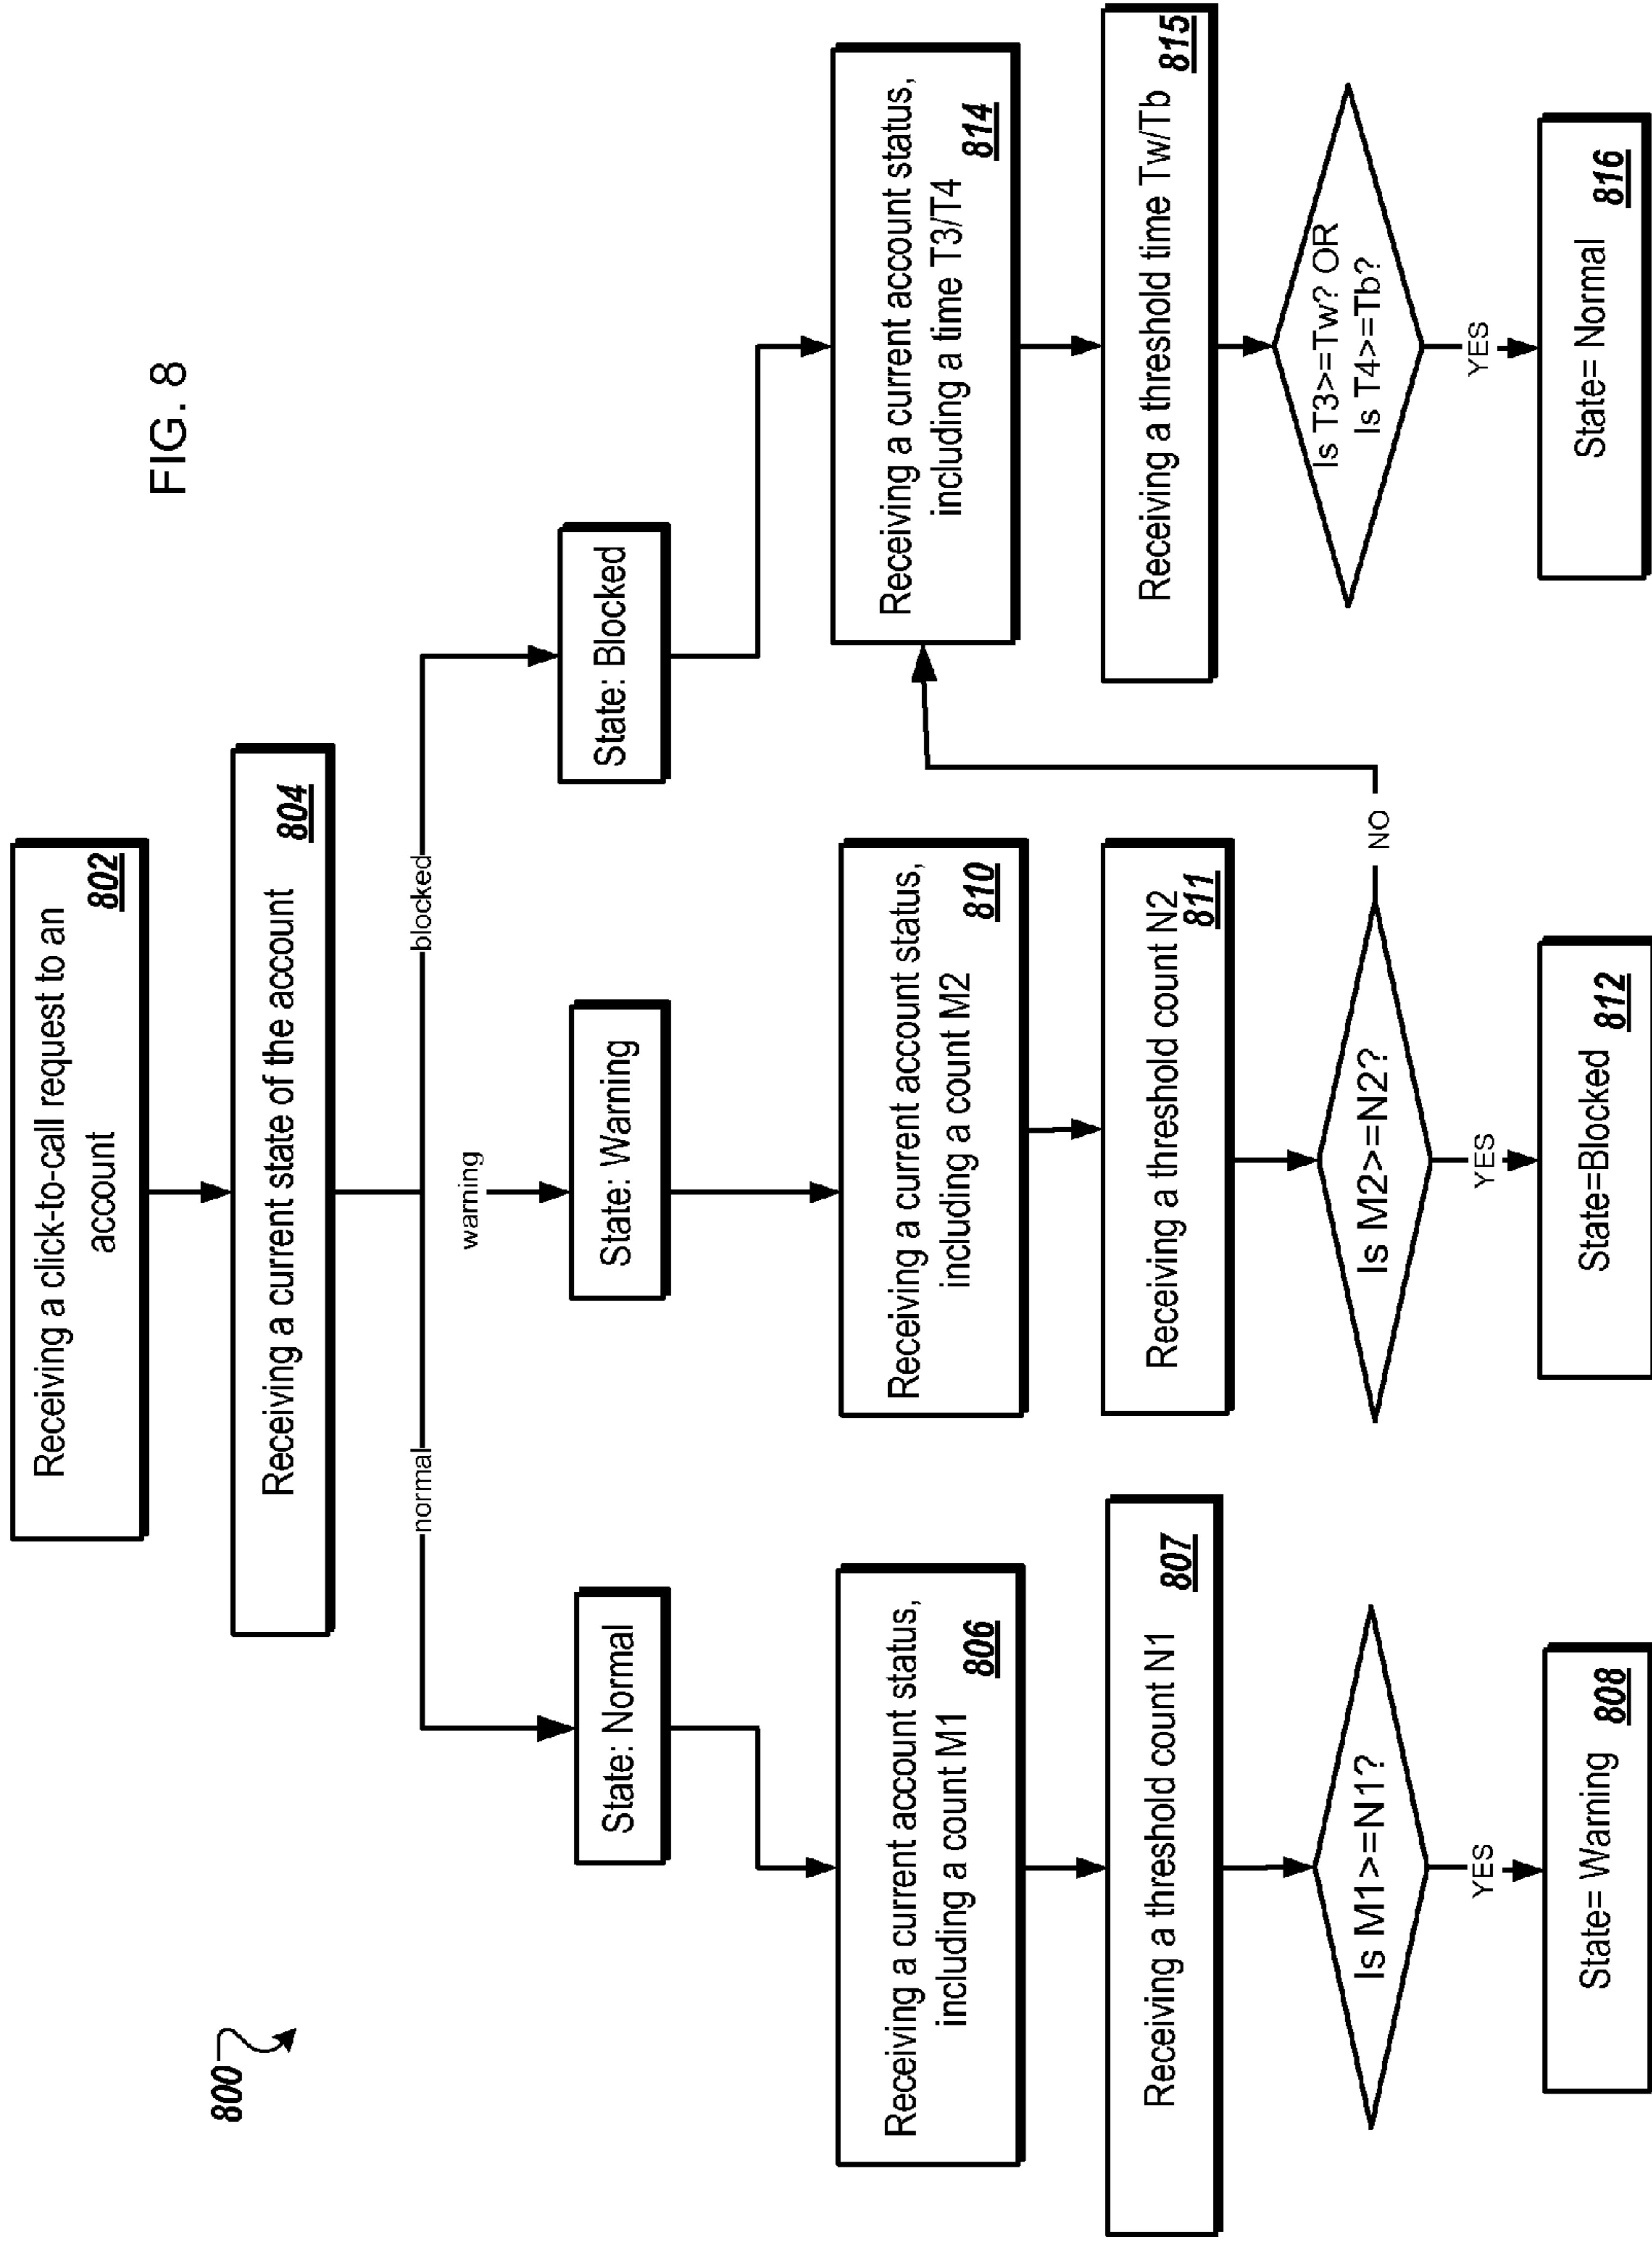 800
FIG. 8
Receiving a click-to-call request to an
account
802
Receiving a current state of the account
804
normal
warning
blocked
State: Normal
State: Warning
State: Blocked
Receiving a current account status,
including a count M1
806
Receiving a current account status,
including a count M2
810
Receiving a current account status,
including a time T3/T4
814
Receiving a threshold count N1
807
Receiving a threshold count N2
811
Receiving a threshold time Tw/Tb
815
Is M1>=N1?
Is M2>=N2?
NO
Is T3>=Tw? OR
Is T4>=Tb?
YES
YES
YES
State= Warning
808
State=Blocked
812
State= Normal
816